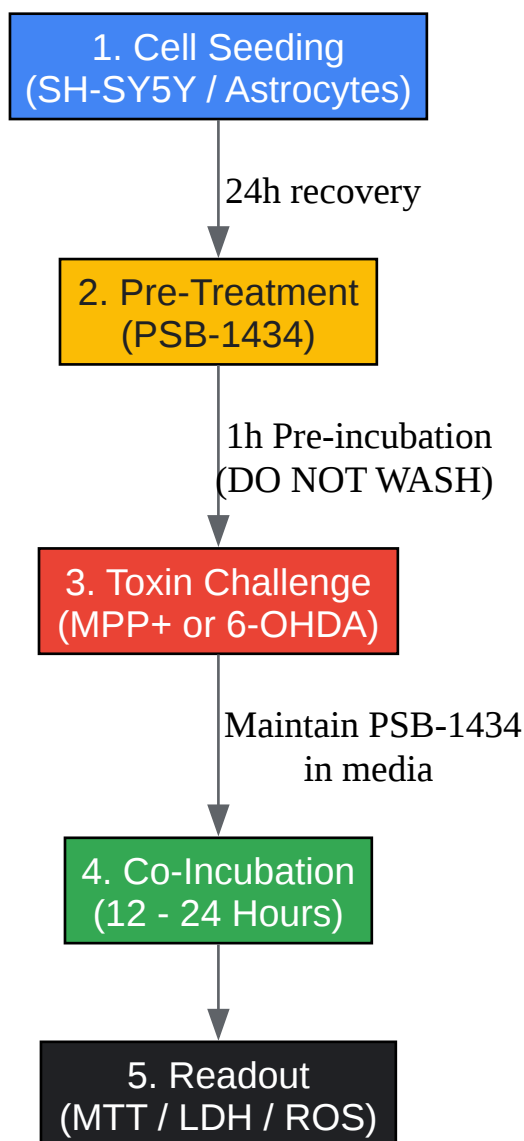 1. Cell Seeding
(SH-SY5Y / Astrocytes)
24h recovery
2. Pre-Treatment
(PSB-1434)
1h Pre-incubation
(DO NOT WASH)
3. Toxin Challenge
(MPP+ or 6-OHDA)
Maintain PSB-1434
in media
4. Co-Incubation
(12 - 24 Hours)
5. Readout
(MTT / LDH / ROS)